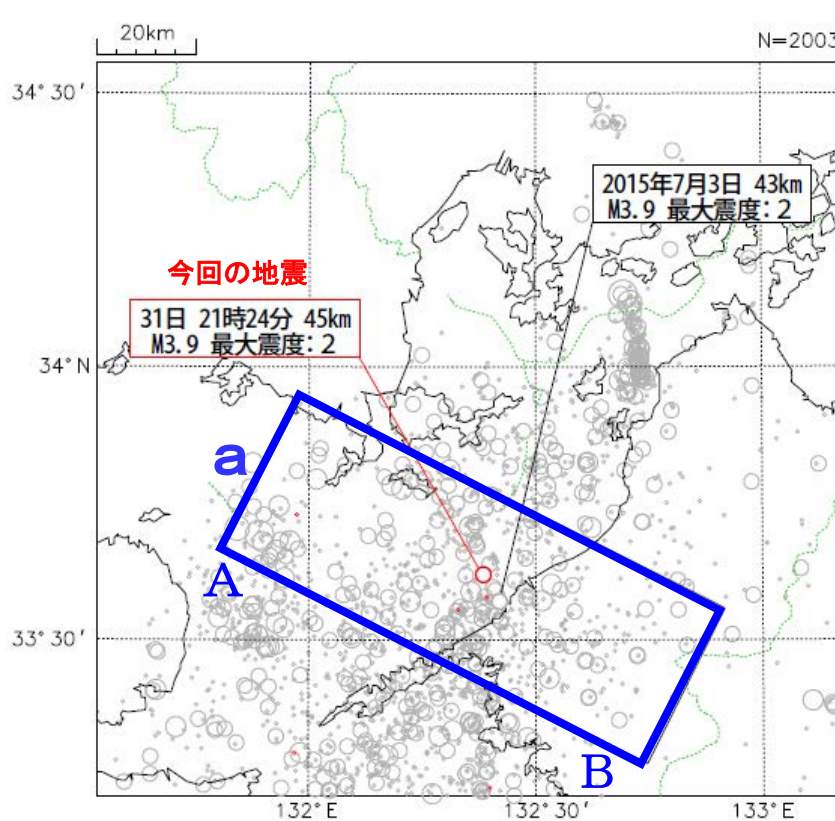 20km
N=2003
34°30′
2015年7月3日 43km
M3.9 最大震度：2
今回の地震
31日 21時24分 45km
M3.9 最大震度：2
34°N
a
A
33°30′
B
132°E
132°30′
133°E